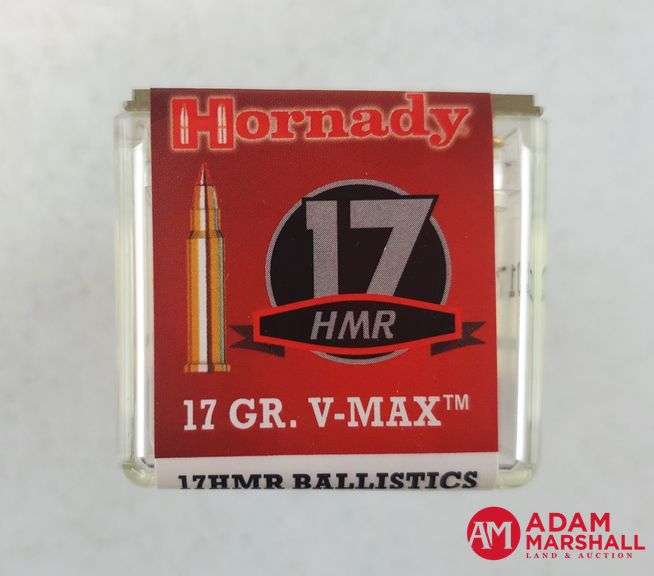 Hornady
17
HMR
17 GR. V-MAX™
17HMR BALLISTICS
AM
ADAM
MARSHALL
LAND & AUCTION